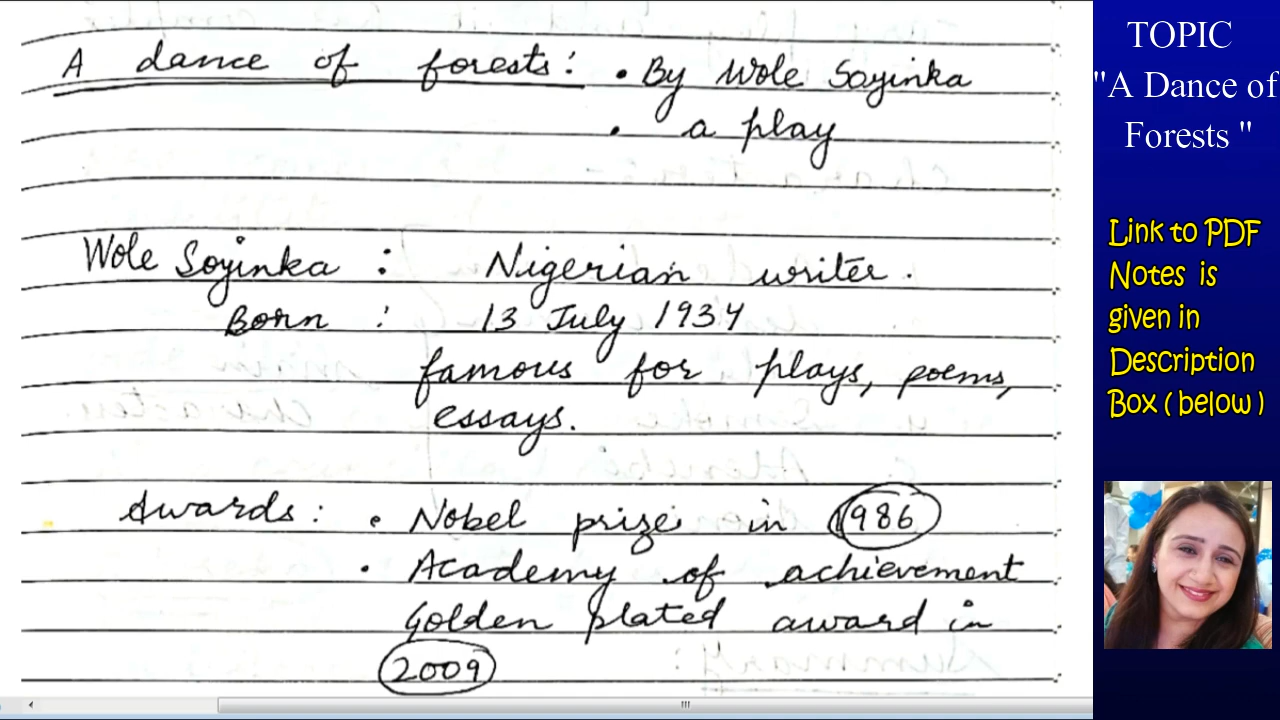 A dance of forests : • By Wole Soyinka
• a play
Wole Soyinka : Nigerian writer.
Born : 13 July 1934
famous for plays, poems,
essays.
Awards : • Nobel prize in 1986
• Academy of achievement
Golden plated award in
2009
TOPIC
"A Dance of
Forests "
Link to PDF
Notes is
given in
Description
Box ( below )